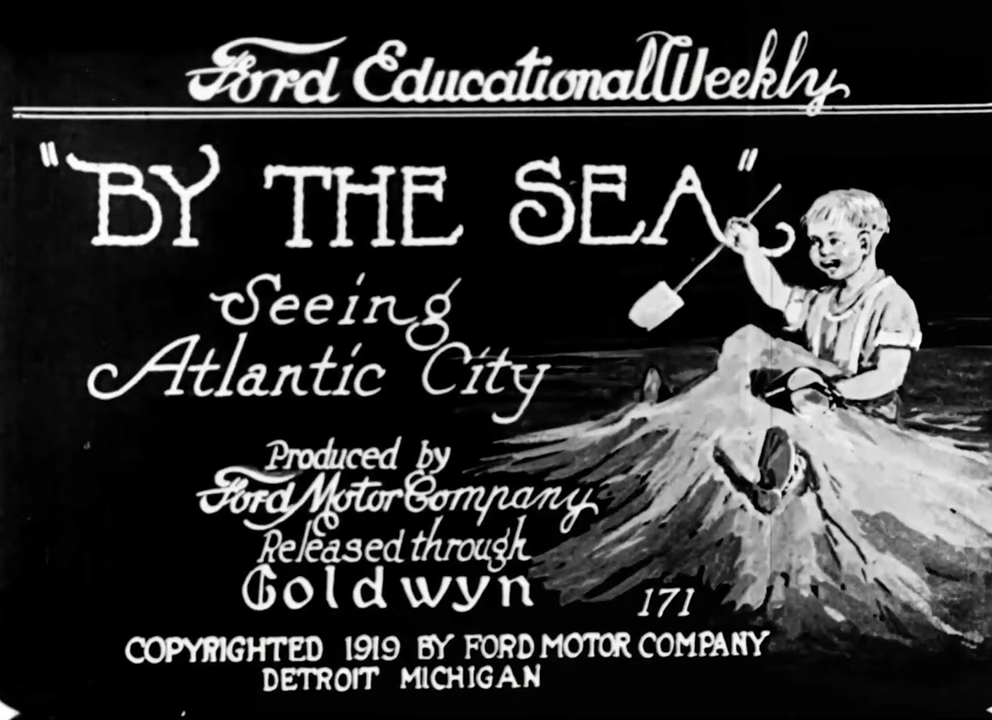 Ford Educational Weekly
"BY THE SEA"
Seeing
Atlantic City
Produced by
Ford Motor Company
Released through
Goldwyn
171
COPYRIGHTED 1919 BY FORD MOTOR COMPANY
DETROIT MICHIGAN